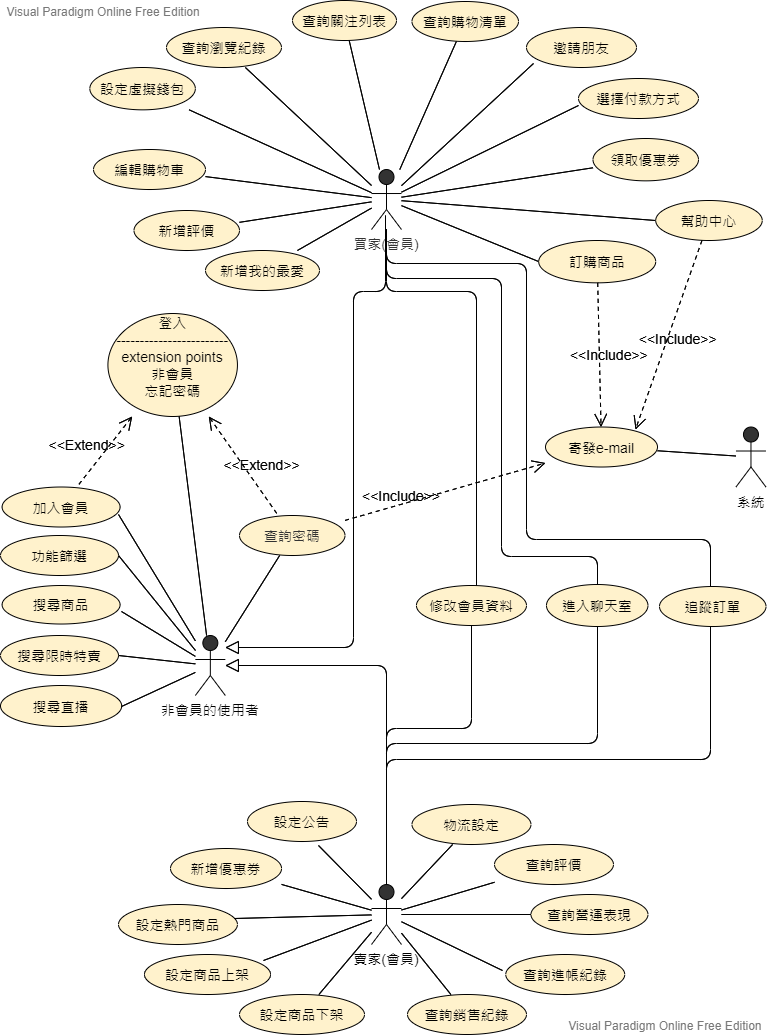 Visual Paradigm Online Free Edition
查詢關注列表
查詢購物清單
查詢瀏覽紀錄
邀請朋友
設定虛擬錢包
選擇付款方式
編輯購物車
領取優惠券
新增評價
幫助中心
買家(會員)
新增我的最愛
訂購商品
登入
extension points
非會員
忘記密碼
<<Include>>
<<Include>>
<<Extend>>
<<Extend>>
寄發e-mail
<<Include>>
系統
加入會員
查詢密碼
功能篩選
搜尋商品
修改會員資料
進入聊天室
追蹤訂單
搜尋限時特賣
搜尋直播
非會員的使用者
設定公告
物流設定
新增優惠券
查詢評價
設定熱門商品
查詢營運表現
賣家(會員)
設定商品上架
查詢進帳紀錄
設定商品下架
查詢銷售紀錄
Visual Paradigm Online Free Edition